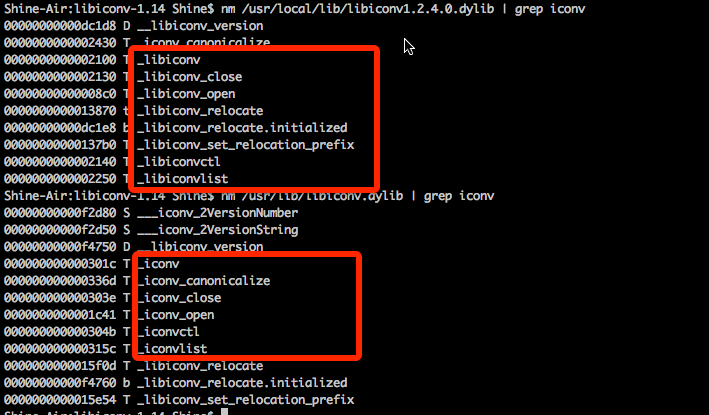 Shine-Air:libiconv-1.14 Shine$ nm /usr/local/lib/libiconv1.2.4.0.dylib | grep iconv
00000000000dc1d8 D __libiconv_version
0000000000002430 T _iconv_canonicalize
0000000000002100 T _libiconv
0000000000002130 T _libiconv_close
00000000000008c0 T _libiconv_open
0000000000013870 t _libiconv_relocate
00000000000dc1e8 b _libiconv_relocate.initialized
00000000000137b0 T _libiconv_set_relocation_prefix
0000000000002140 T _libiconvctl
0000000000002250 T _libiconvlist
Shine-Air:libiconv-1.14 Shine$ nm /usr/lib/libiconv.dylib | grep iconv
00000000000f2d80 S ___iconv_2VersionNumber
00000000000f2d50 S ___iconv_2VersionString
00000000000f4750 D __libiconv_version
000000000000301c T _iconv
000000000000336d T _iconv_canonicalize
000000000000303e T _iconv_close
0000000000001c41 T _iconv_open
000000000000304b T _iconvctl
000000000000315c T _iconvlist
0000000000015f0d T _libiconv_relocate
00000000000f4760 b _libiconv_relocate.initialized
0000000000015e54 T _libiconv_set_relocation_prefix
Shine-Air:libiconv-1.14 Shine$